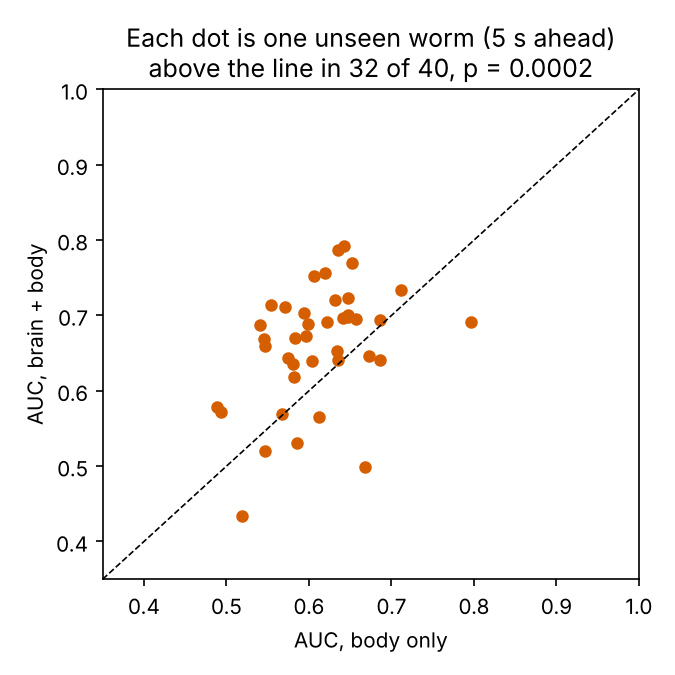 Each dot is one unseen worm (5 s ahead)
above the line in 32 of 40, p = 0.0002
1.0
0.9
0.8
0.7
0.6
0.5
0.4
AUC, brain + body
0.4 0.5 0.6 0.7 0.8 0.9 1.0
AUC, body only